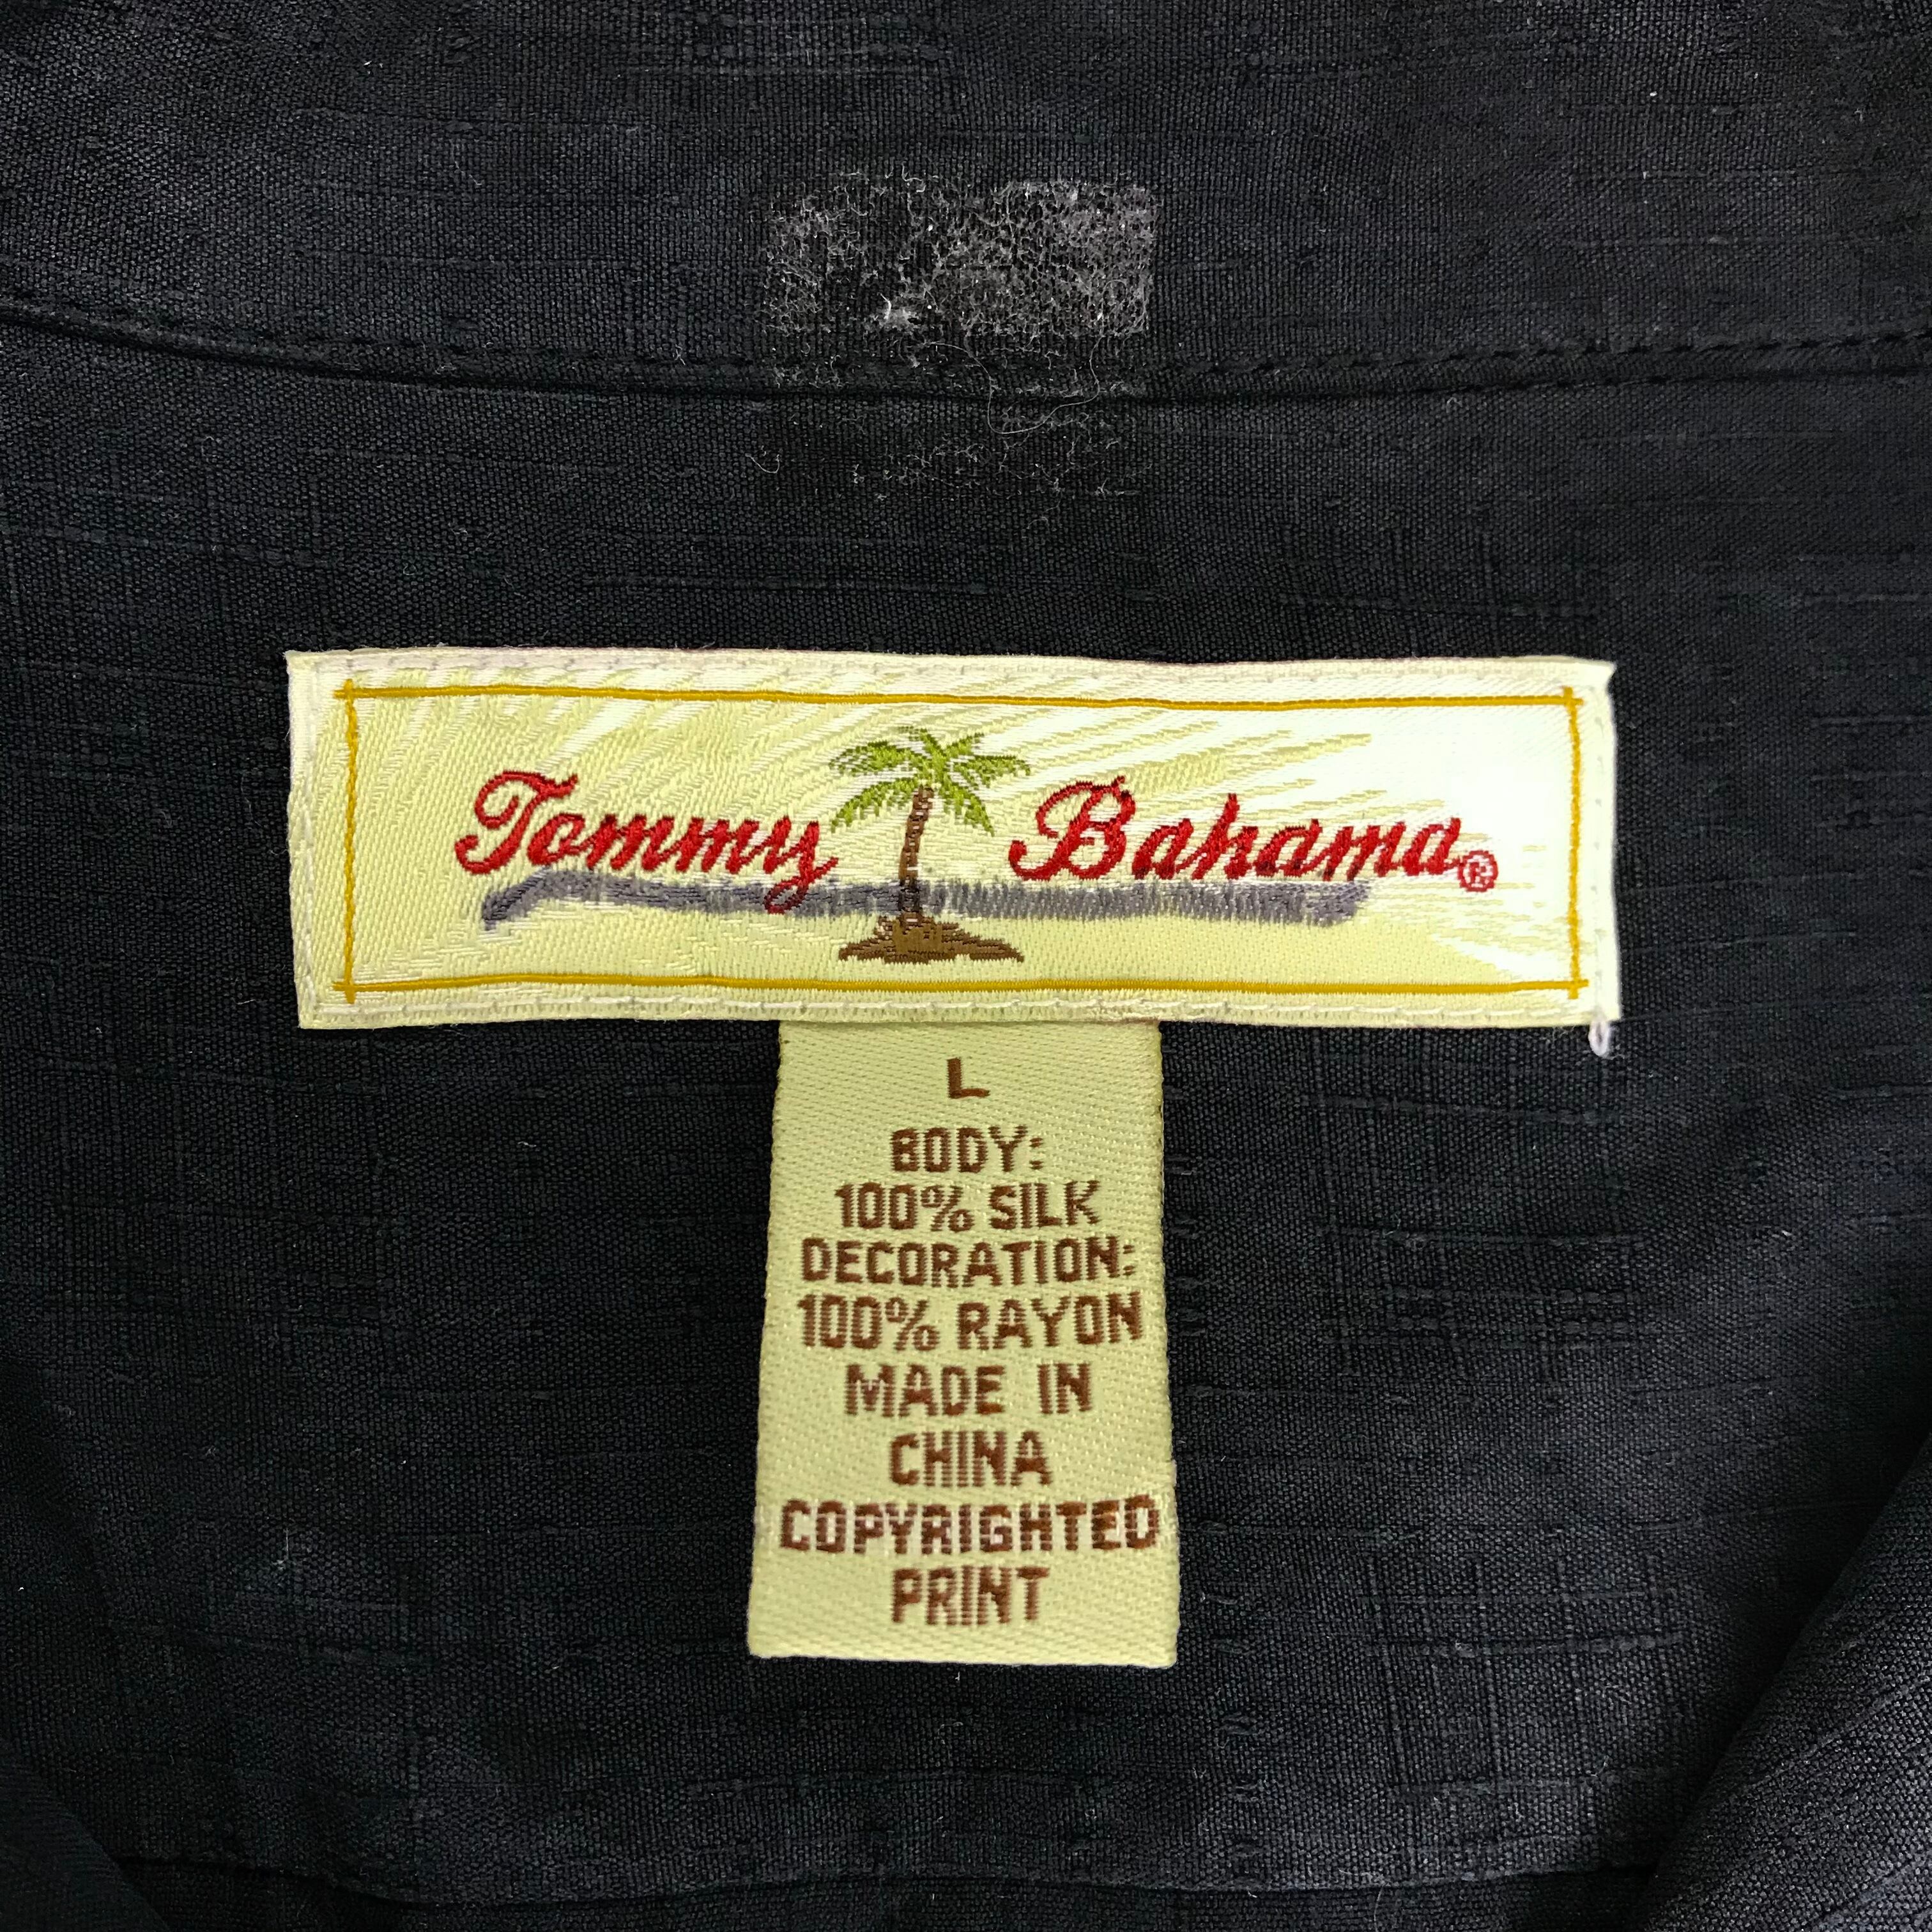 Tommy Bahama®
L
BODY:
100% SILK
DECORATION:
100% RAYON
MADE IN
CHINA
COPYRIGHTED
PRINT